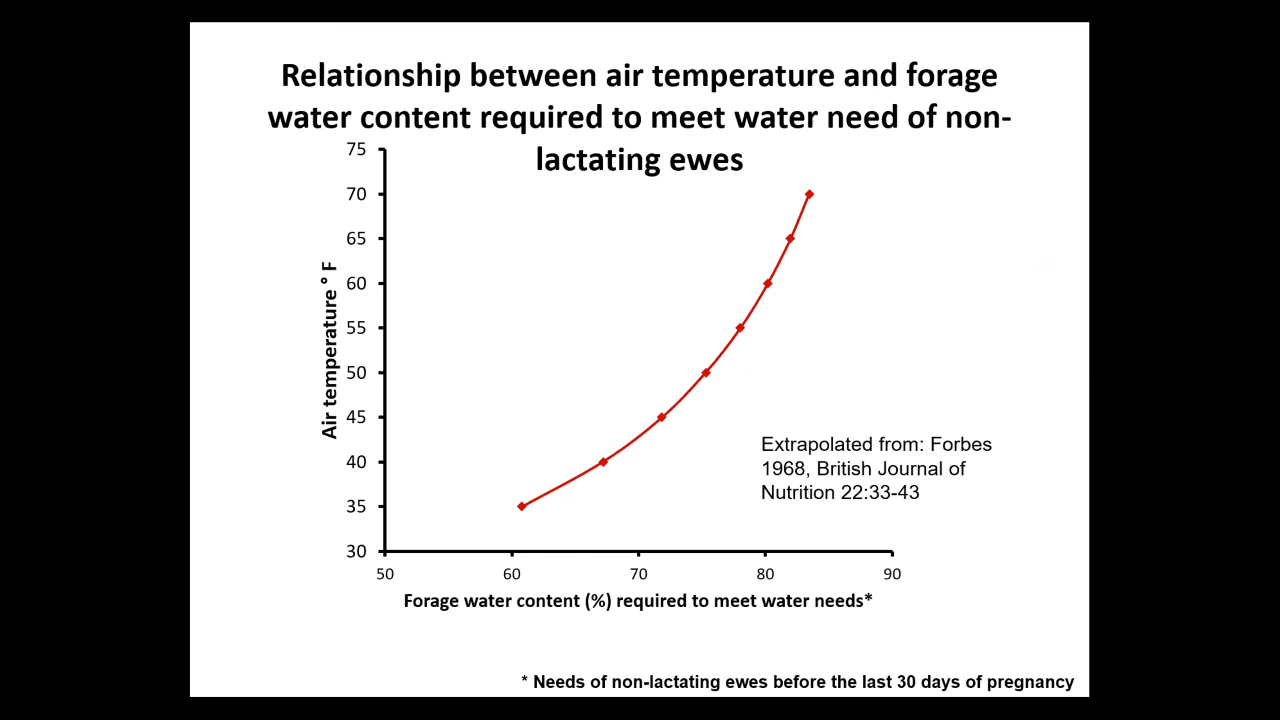 Relationship between air temperature and forage
water content required to meet water need of non-
lactating ewes
75
70
65
60
55
50
45
40
35
30
Air temperature ° F
50 60 70 80 90
Forage water content (%) required to meet water needs*
Extrapolated from: Forbes
1968, British Journal of
Nutrition 22:33-43
* Needs of non-lactating ewes before the last 30 days of pregnancy